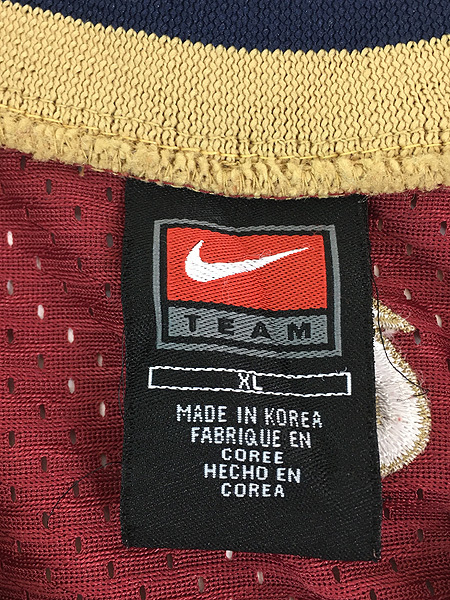 TEAM
XL
MADE IN KOREA
FABRIQUE EN
COREE
HECHO EN
COREA